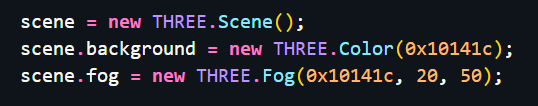 scene = new THREE.Scene();
scene.background = new THREE.Color(0x10141c);
scene.fog = new THREE.Fog(0x10141c, 20, 50);